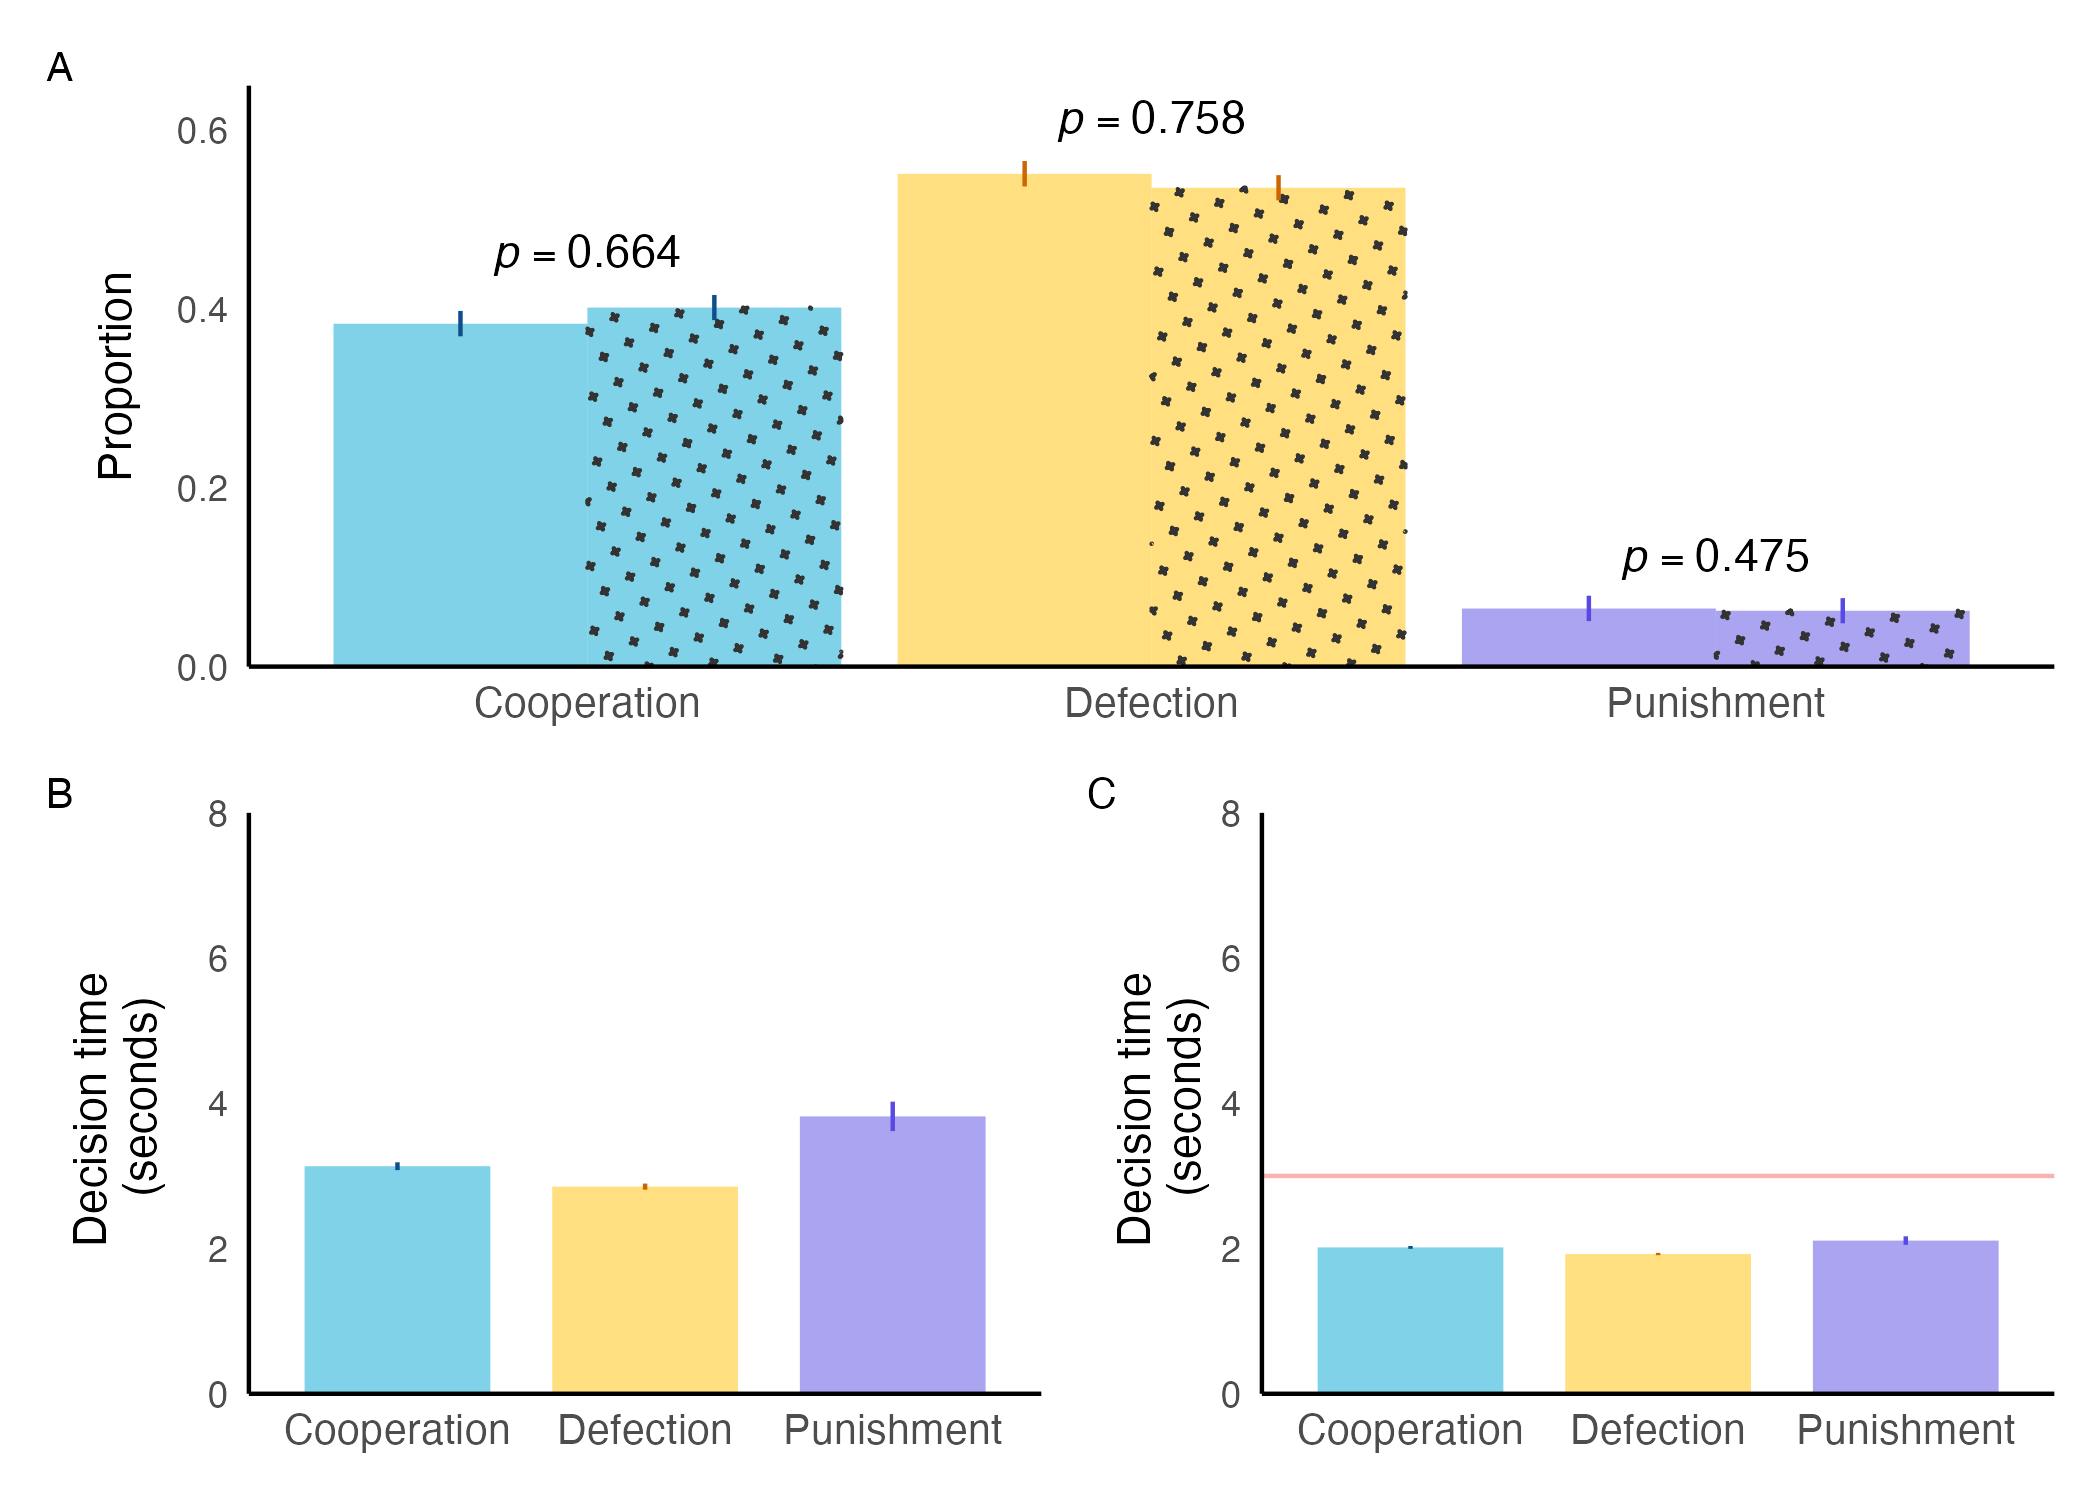 A
0.6
0.4
0.2
0.0
Proportion
p = 0.664
p = 0.758
p = 0.475
Cooperation
Defection
Punishment
B
8
6
4
2
0
Decision time
(seconds)
Cooperation
Defection
Punishment
C
8
6
4
2
0
Decision time
(seconds)
Cooperation
Defection
Punishment